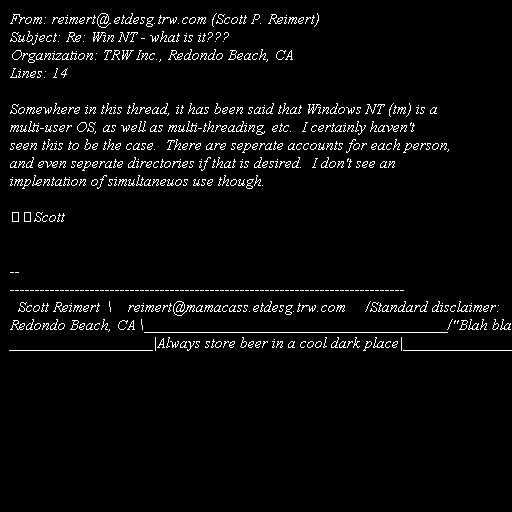 From: reimert@.etdesg.trw.com (Scott P. Reimert)
Subject: Re: Win NT - what is it???
Organization: TRW Inc., Redondo Beach, CA
Lines: 14

Somewhere in this thread, it has been said that Windows NT (tm) is a
multi-user OS, as well as multi-threading, etc.  I certainly haven't
seen this to be the case.  There are seperate accounts for each person,
and even seperate directories if that is desired.  I don't see an
implentation of simultaneuos use though.

Scott

--
-------------------------------------------------------------------------------
  Scott Reimert  \    reimert@mamacass.etdesg.trw.com     /Standard disclaimer:
Redondo Beach, CA \______________________________________/"Blah bla
__________________|Always store beer in a cool dark place|______________